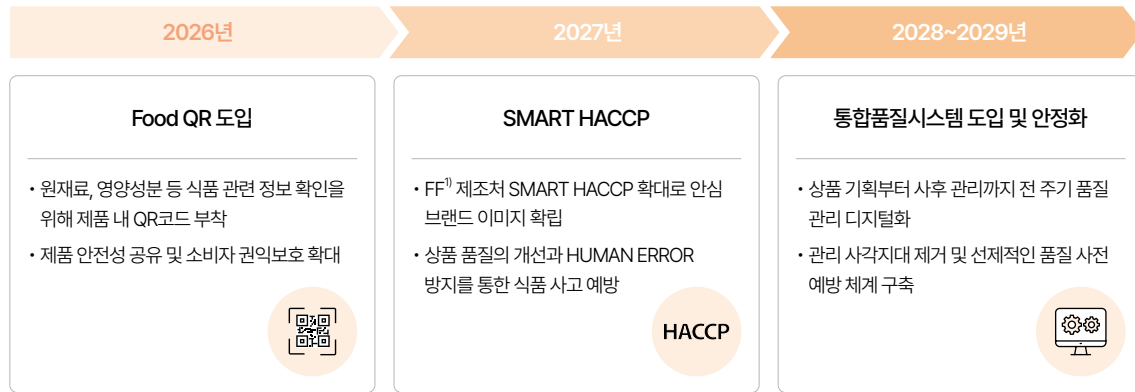 2026년
2027년
2028~2029년
Food QR 도입
• 원재료, 영양성분 등 식품 관련 정보 확인을
위해 제품 내 QR코드 부착
• 제품 안전성 공유 및 소비자 권익보호 확대
SMART HACCP
• FF1) 제조처 SMART HACCP 확대로 안심
브랜드 이미지 확립
• 상품 품질의 개선과 HUMAN ERROR
방지를 통한 식품 사고 예방
HACCP
통합품질시스템 도입 및 안정화
• 상품 기획부터 사후 관리까지 전 주기 품질
관리 디지털화
• 관리 사각지대 제거 및 선제적인 품질 사전
예방 체계 구축